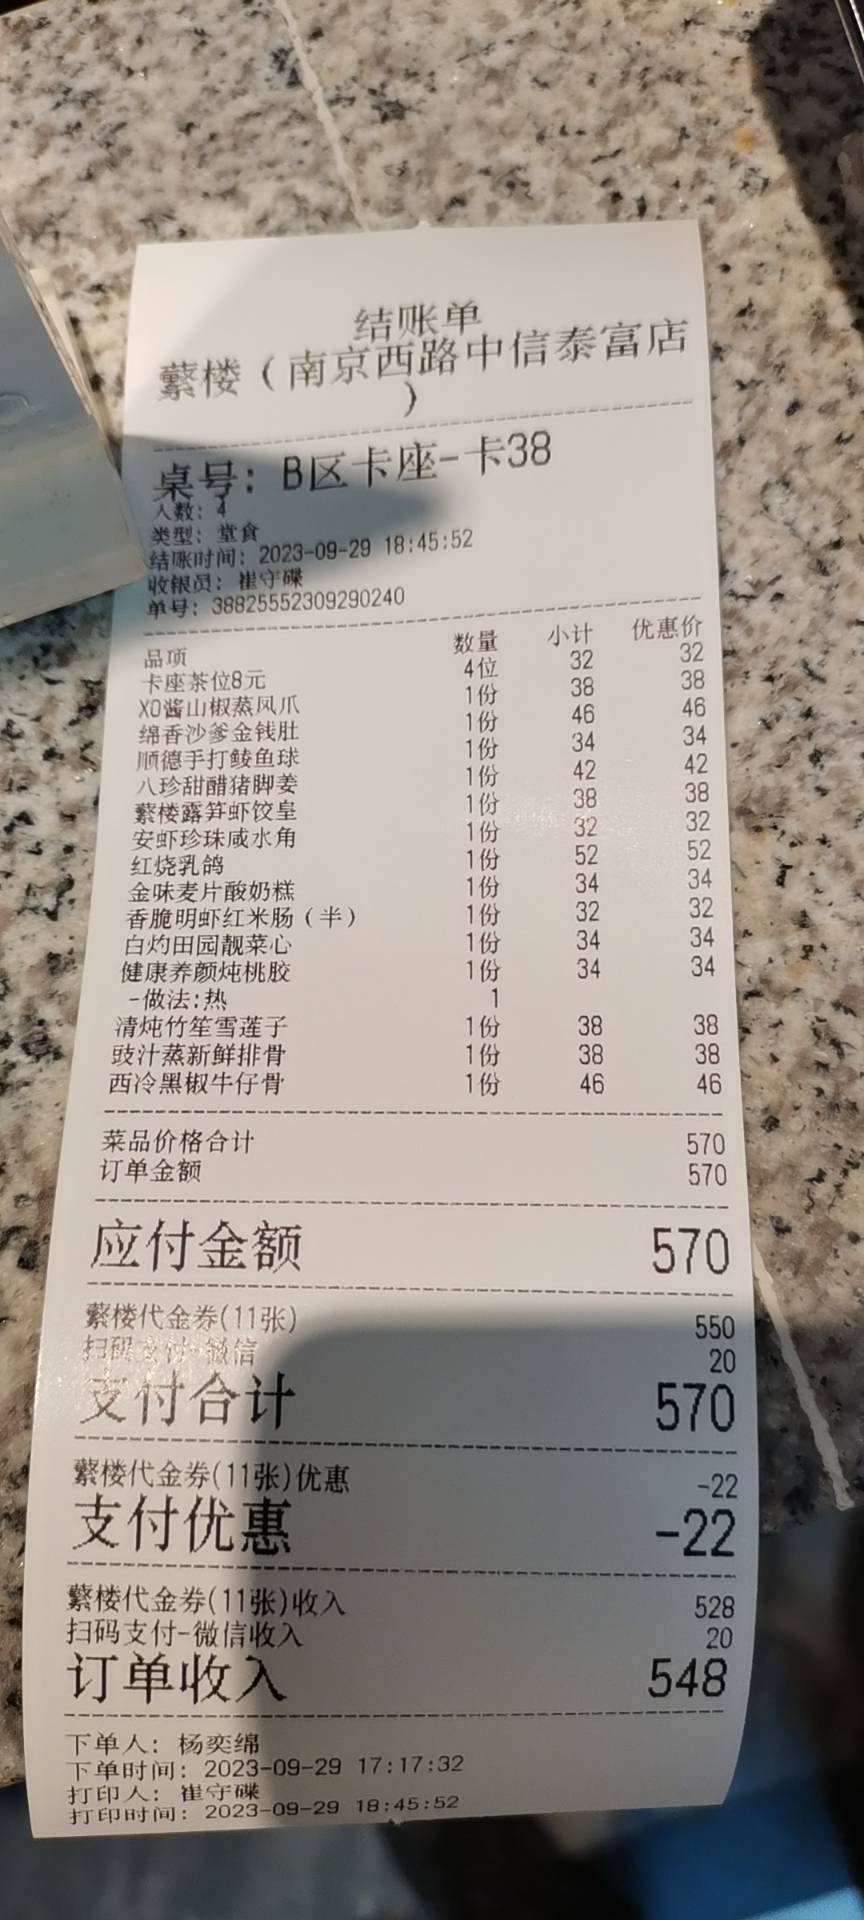 结账单
蘩楼（南京西路中信泰富店
）
桌号: B区卡座-卡38
人数: 4
类型: 堂食
结账时间: 2023-09-29 18:45:52
收银员: 崔守碟
单号: 38825552309290240
品项 数量 小计 优惠价
卡座茶位8元 4位 32 32
XO酱山椒蒸凤爪 1份 38 38
绵香沙爹金钱肚 1份 46 46
顺德手打鲮鱼球 1份 34 34
八珍甜醋猪脚姜 1份 42 42
蘩楼露笋虾饺皇 1份 38 38
安虾珍珠咸水角 1份 32 32
红烧乳鸽 1份 52 52
金味麦片酸奶糕 1份 34 34
香脆明虾红米肠（半） 1份 32 32
白灼田园靓菜心 1份 34 34
健康养颜炖桃胶 1份 34 34
-做法:热 1
清炖竹笙雪莲子 1份 38 38
豉汁蒸新鲜排骨 1份 38 38
西冷黑椒牛仔骨 1份 46 46
菜品价格合计 570
订单金额 570
应付金额 570
蘩楼代金券(11张) 550
扫码支付-微信 20
支付合计 570
蘩楼代金券(11张)优惠 -22
支付优惠 -22
蘩楼代金券(11张)收入 528
扫码支付-微信收入 20
订单收入 548
下单人: 杨奕绵
下单时间: 2023-09-29 17:17:32
打印人: 崔守碟
打印时间: 2023-09-29 18:45:52